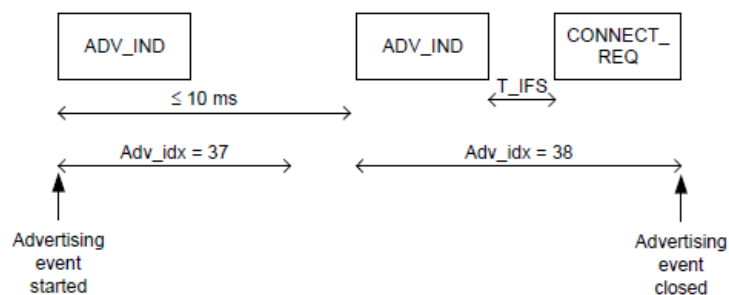 ADV_IND
ADV_IND
CONNECT_
REQ
T_IFS
≤ 10 ms
Adv_idx = 37
Adv_idx = 38
Advertising
event
started
Advertising
event
closed